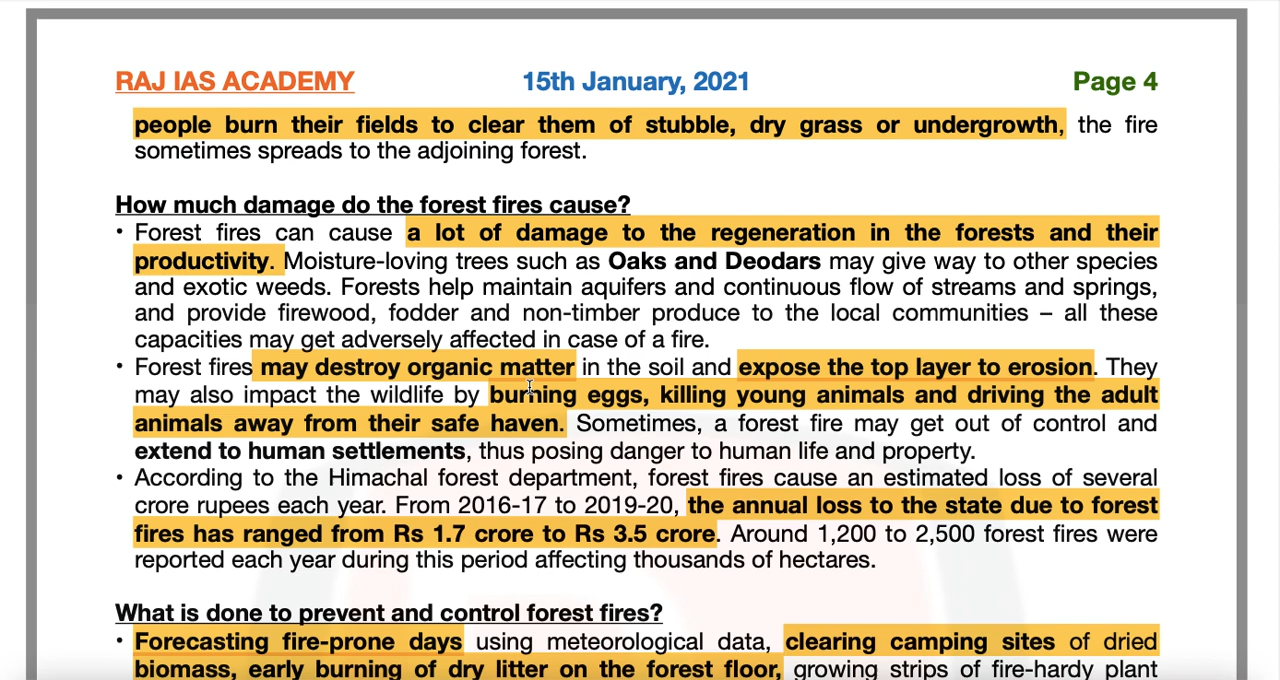 RAJ IAS ACADEMY 15th January, 2021 Page 4
people burn their fields to clear them of stubble, dry grass or undergrowth, the fire
sometimes spreads to the adjoining forest.
How much damage do the forest fires cause?
• Forest fires can cause a lot of damage to the regeneration in the forests and their
productivity. Moisture-loving trees such as Oaks and Deodars may give way to other species
and exotic weeds. Forests help maintain aquifers and continuous flow of streams and springs,
and provide firewood, fodder and non-timber produce to the local communities – all these
capacities may get adversely affected in case of a fire.
• Forest fires may destroy organic matter in the soil and expose the top layer to erosion. They
may also impact the wildlife by burning eggs, killing young animals and driving the adult
animals away from their safe haven. Sometimes, a forest fire may get out of control and
extend to human settlements, thus posing danger to human life and property.
• According to the Himachal forest department, forest fires cause an estimated loss of several
crore rupees each year. From 2016-17 to 2019-20, the annual loss to the state due to forest
fires has ranged from Rs 1.7 crore to Rs 3.5 crore. Around 1,200 to 2,500 forest fires were
reported each year during this period affecting thousands of hectares.
What is done to prevent and control forest fires?
• Forecasting fire-prone days using meteorological data, clearing camping sites of dried
biomass, early burning of dry litter on the forest floor, growing strips of fire-hardy plant